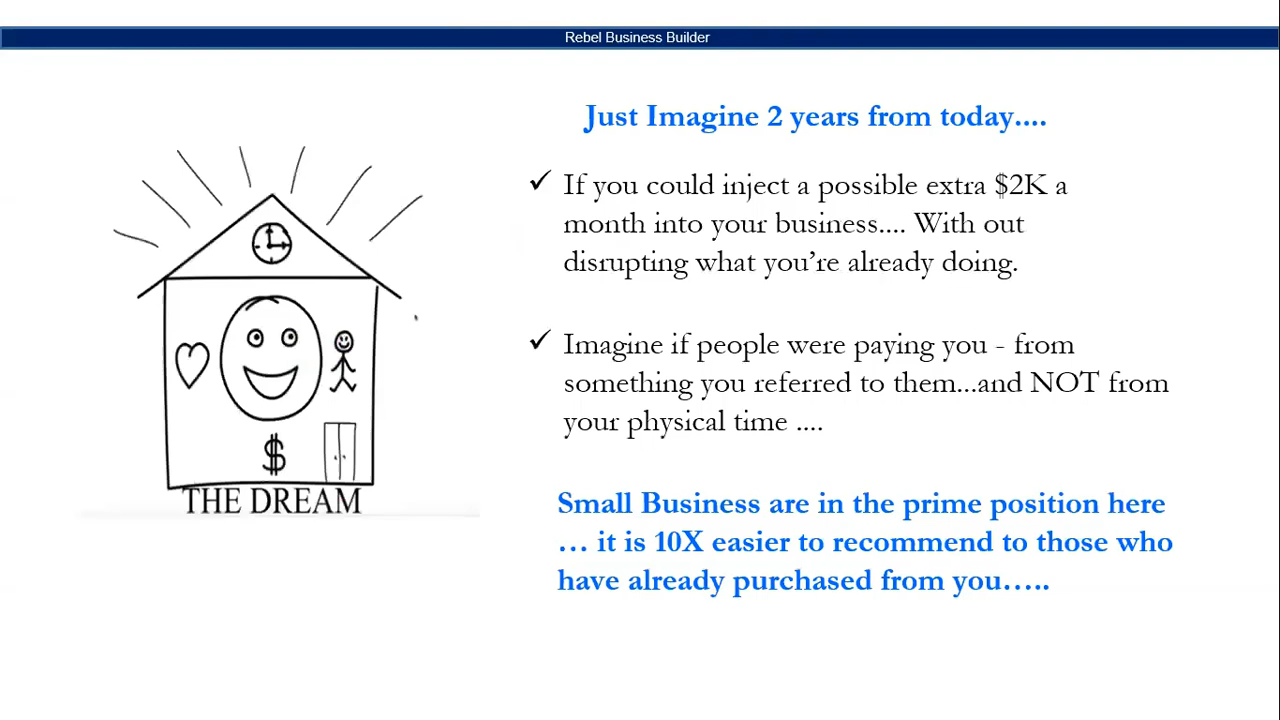 Rebel Business Builder
Just Imagine 2 years from today....
✓ If you could inject a possible extra $2K a
month into your business.... With out
disrupting what you’re already doing.
✓ Imagine if people were paying you - from
something you referred to them...and NOT from
your physical time ....
$
THE DREAM
Small Business are in the prime position here
… it is 10X easier to recommend to those who
have already purchased from you…..